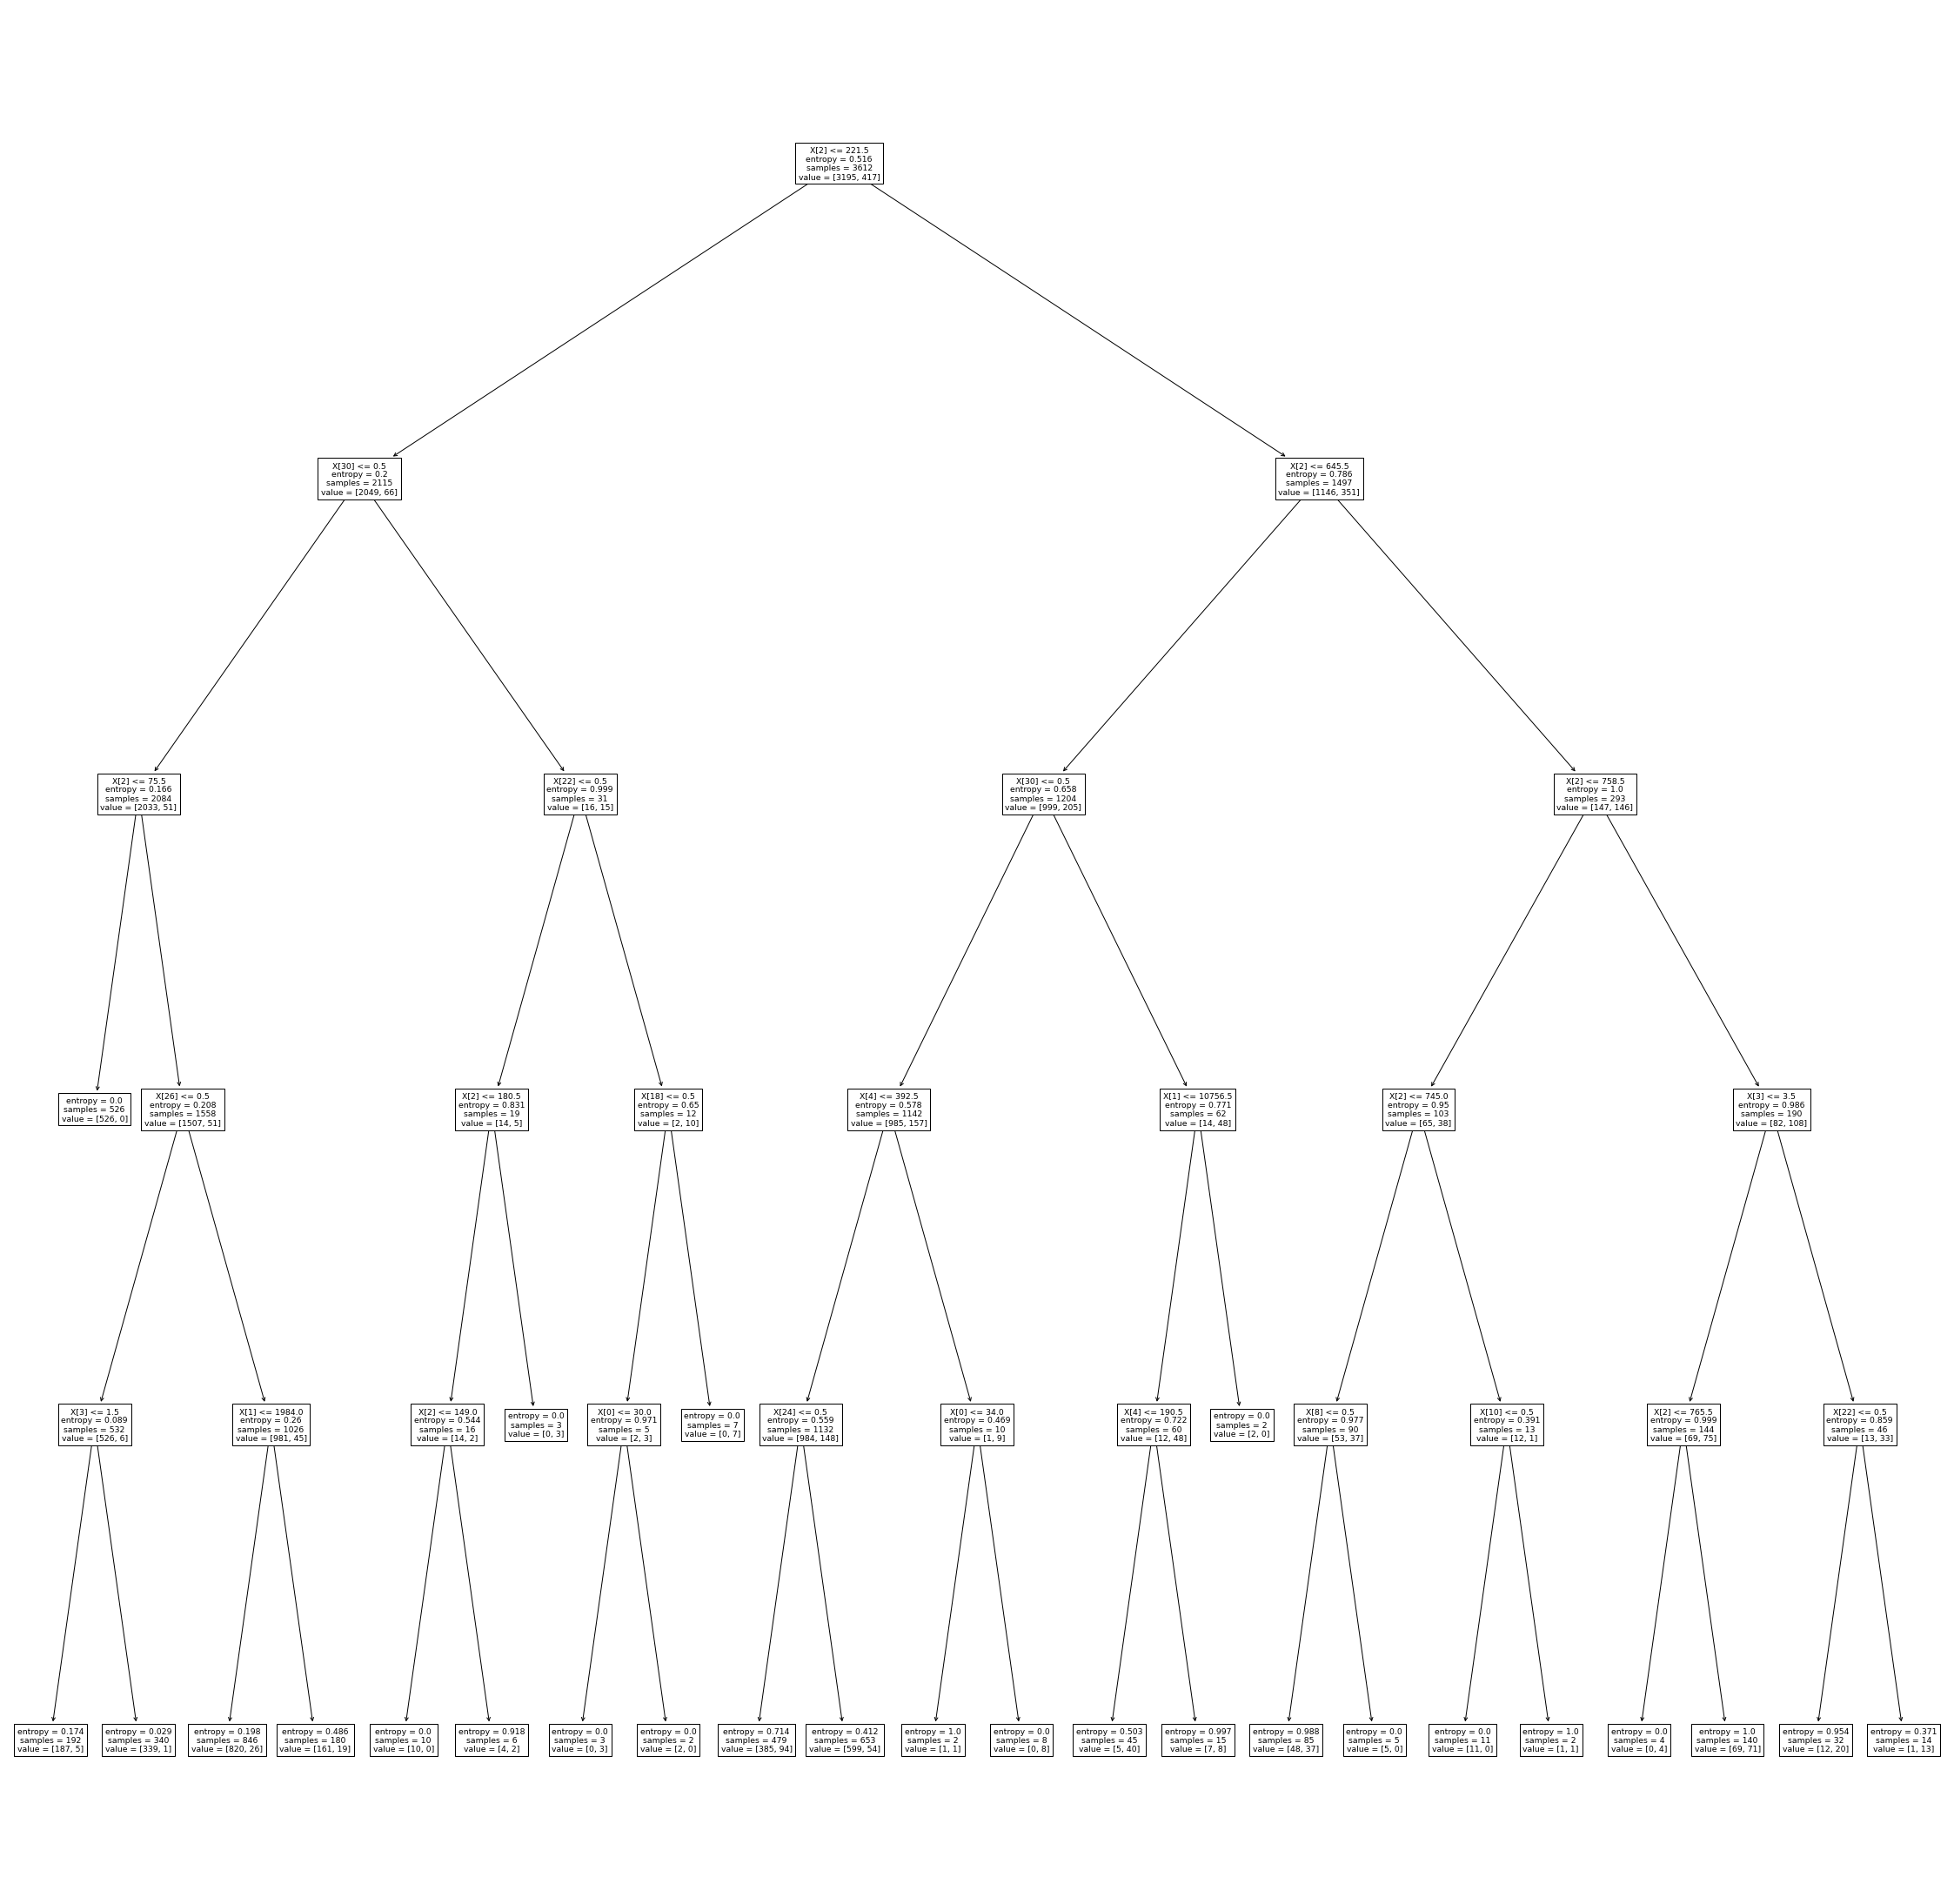 X[2] <= 221.5
entropy = 0.516
samples = 3612
value = [3195, 417]
X[30] <= 0.5
entropy = 0.2
samples = 2115
value = [2049, 66]
X[2] <= 645.5
entropy = 0.786
samples = 1497
value = [1146, 351]
X[2] <= 75.5
entropy = 0.166
samples = 2084
value = [2033, 51]
X[22] <= 0.5
entropy = 0.999
samples = 31
value = [16, 15]
X[30] <= 0.5
entropy = 0.658
samples = 1204
value = [999, 205]
X[2] <= 758.5
entropy = 1.0
samples = 293
value = [147, 146]
entropy = 0.0
samples = 526
value = [526, 0]
X[26] <= 0.5
entropy = 0.208
samples = 1558
value = [1507, 51]
X[2] <= 180.5
entropy = 0.831
samples = 19
value = [14, 5]
X[18] <= 0.5
entropy = 0.65
samples = 12
value = [2, 10]
X[4] <= 392.5
entropy = 0.578
samples = 1142
value = [985, 157]
X[1] <= 10756.5
entropy = 0.771
samples = 62
value = [14, 48]
X[2] <= 745.0
entropy = 0.95
samples = 103
value = [65, 38]
X[3] <= 3.5
entropy = 0.986
samples = 190
value = [82, 108]
X[3] <= 1.5
entropy = 0.089
samples = 532
value = [526, 6]
X[1] <= 1984.0
entropy = 0.26
samples = 1026
value = [981, 45]
X[2] <= 149.0
entropy = 0.544
samples = 16
value = [14, 2]
entropy = 0.0
samples = 3
value = [0, 3]
X[0] <= 30.0
entropy = 0.971
samples = 5
value = [2, 3]
entropy = 0.0
samples = 7
value = [0, 7]
X[24] <= 0.5
entropy = 0.559
samples = 1132
value = [984, 148]
X[0] <= 34.0
entropy = 0.469
samples = 10
value = [1, 9]
X[4] <= 190.5
entropy = 0.722
samples = 60
value = [12, 48]
entropy = 0.0
samples = 2
value = [2, 0]
X[8] <= 0.5
entropy = 0.977
samples = 90
value = [53, 37]
X[10] <= 0.5
entropy = 0.391
samples = 13
value = [12, 1]
X[2] <= 765.5
entropy = 0.999
samples = 144
value = [69, 75]
X[22] <= 0.5
entropy = 0.859
samples = 46
value = [13, 33]
entropy = 0.174
samples = 192
value = [187, 5]
entropy = 0.029
samples = 340
value = [339, 1]
entropy = 0.198
samples = 846
value = [820, 26]
entropy = 0.486
samples = 180
value = [161, 19]
entropy = 0.0
samples = 10
value = [10, 0]
entropy = 0.918
samples = 6
value = [4, 2]
entropy = 0.0
samples = 3
value = [0, 3]
entropy = 0.0
samples = 2
value = [2, 0]
entropy = 0.714
samples = 479
value = [385, 94]
entropy = 0.412
samples = 653
value = [599, 54]
entropy = 1.0
samples = 2
value = [1, 1]
entropy = 0.0
samples = 8
value = [0, 8]
entropy = 0.503
samples = 45
value = [5, 40]
entropy = 0.997
samples = 15
value = [7, 8]
entropy = 0.988
samples = 85
value = [48, 37]
entropy = 0.0
samples = 5
value = [5, 0]
entropy = 0.0
samples = 11
value = [11, 0]
entropy = 1.0
samples = 2
value = [1, 1]
entropy = 0.0
samples = 4
value = [0, 4]
entropy = 1.0
samples = 140
value = [69, 71]
entropy = 0.954
samples = 32
value = [12, 20]
entropy = 0.371
samples = 14
value = [1, 13]